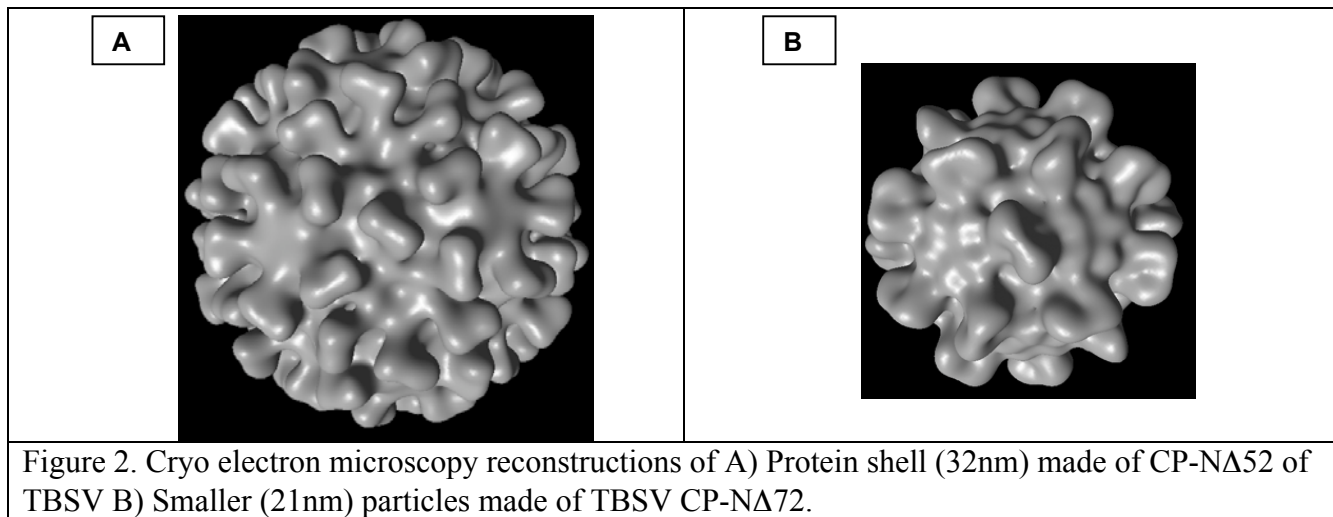 A
B
Figure 2. Cryo electron microscopy reconstructions of A) Protein shell (32nm) made of CP-NΔ52 of
TBSV B) Smaller (21nm) particles made of TBSV CP-NΔ72.